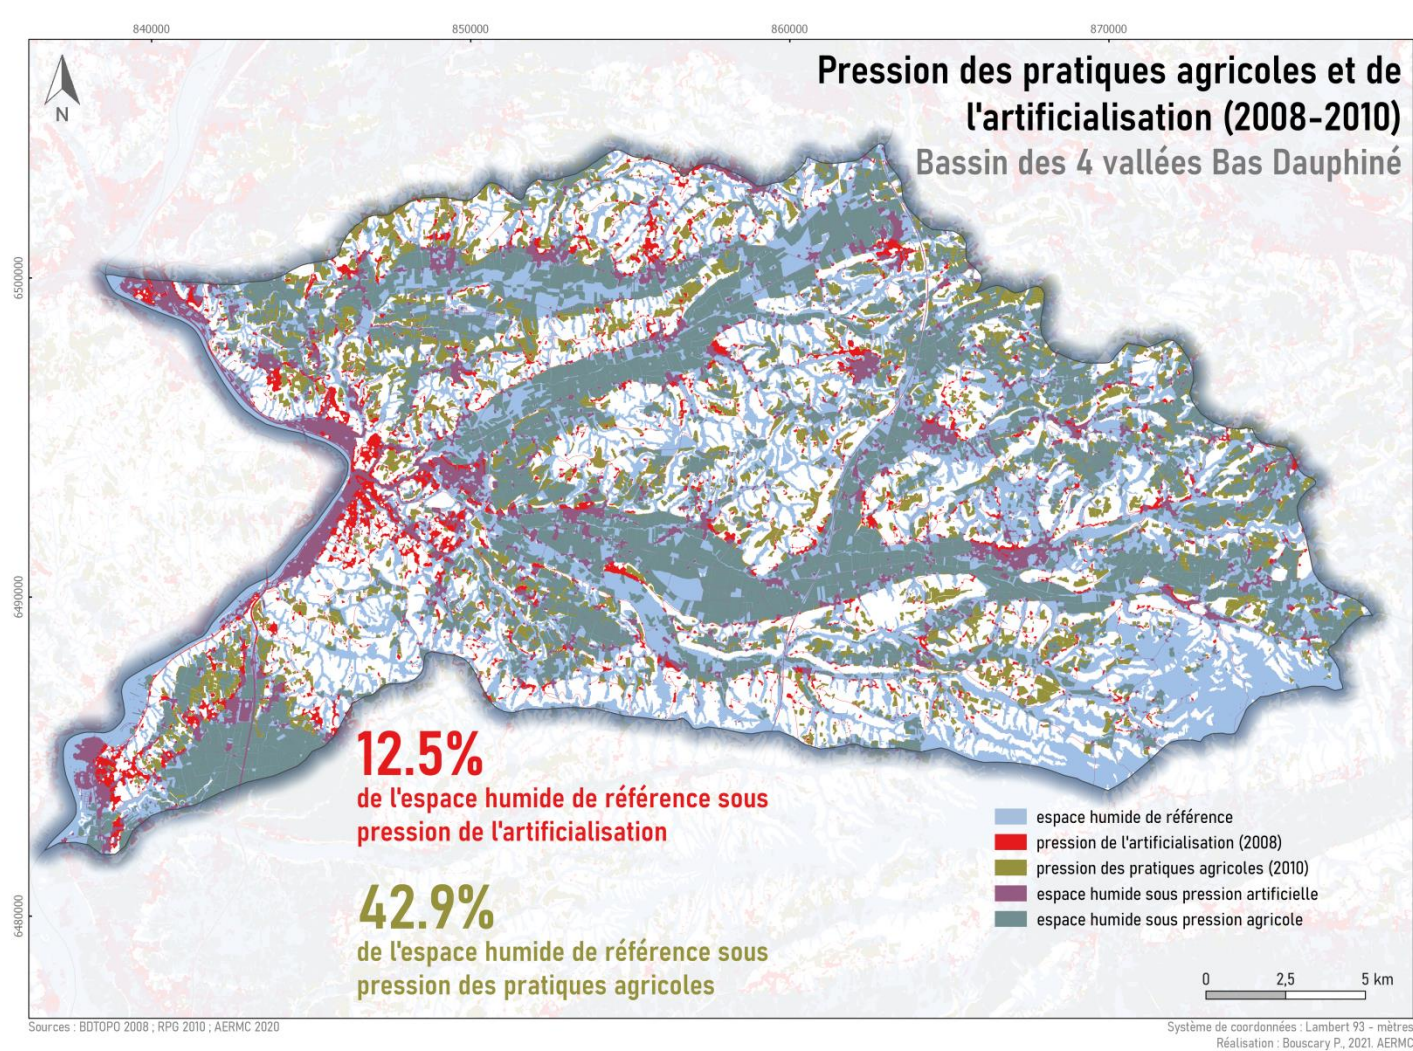 840000
850000
860000
870000
Pression des pratiques agricoles et de
l'artificialisation (2008-2010)
Bassin des 4 vallées Bas Dauphiné
N
6500000
6490000
6480000
12.5%
de l'espace humide de référence sous
pression de l'artificialisation
42.9%
de l'espace humide de référence sous
pression des pratiques agricoles
espace humide de référence
pression de l'artificialisation (2008)
pression des pratiques agricoles (2010)
espace humide sous pression artificielle
espace humide sous pression agricole
0 2,5 5 km
Sources : BDTOPO 2008 ; RPG 2010 ; AERMC 2020
Système de coordonnées : Lambert 93 - mètres
Réalisation : Bouscary P., 2021. AERMC